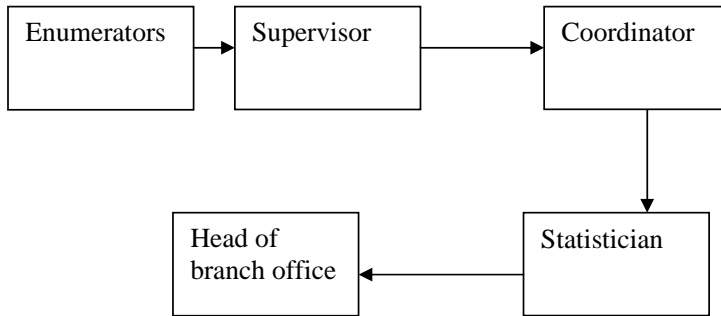 Enumerators
Supervisor
Coordinator
Statistician
Head of
branch office